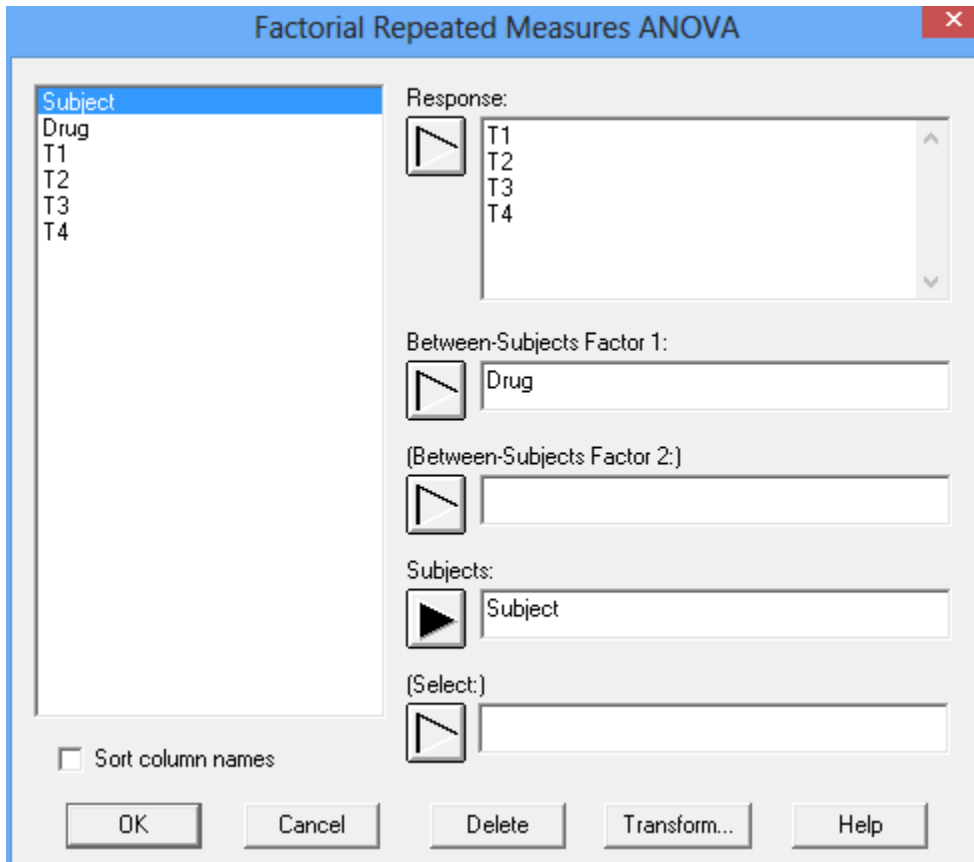 Factorial Repeated Measures ANOVA
Subject
Drug
T1
T2
T3
T4
Sort column names
Response:
T1
T2
T3
T4
Between-Subjects Factor 1:
Drug
(Between-Subjects Factor 2:)
Subjects:
Subject
(Select:)
OK
Cancel
Delete
Transform...
Help